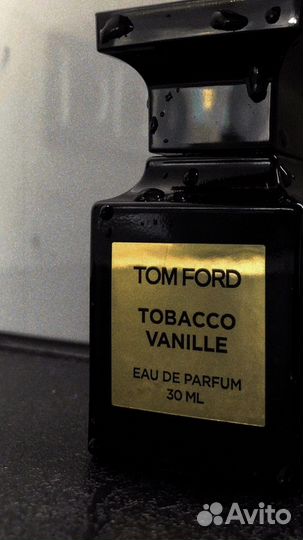 TOM FORD
TOBACCO
VANILLE
EAU DE PARFUM
30 ML
Avito